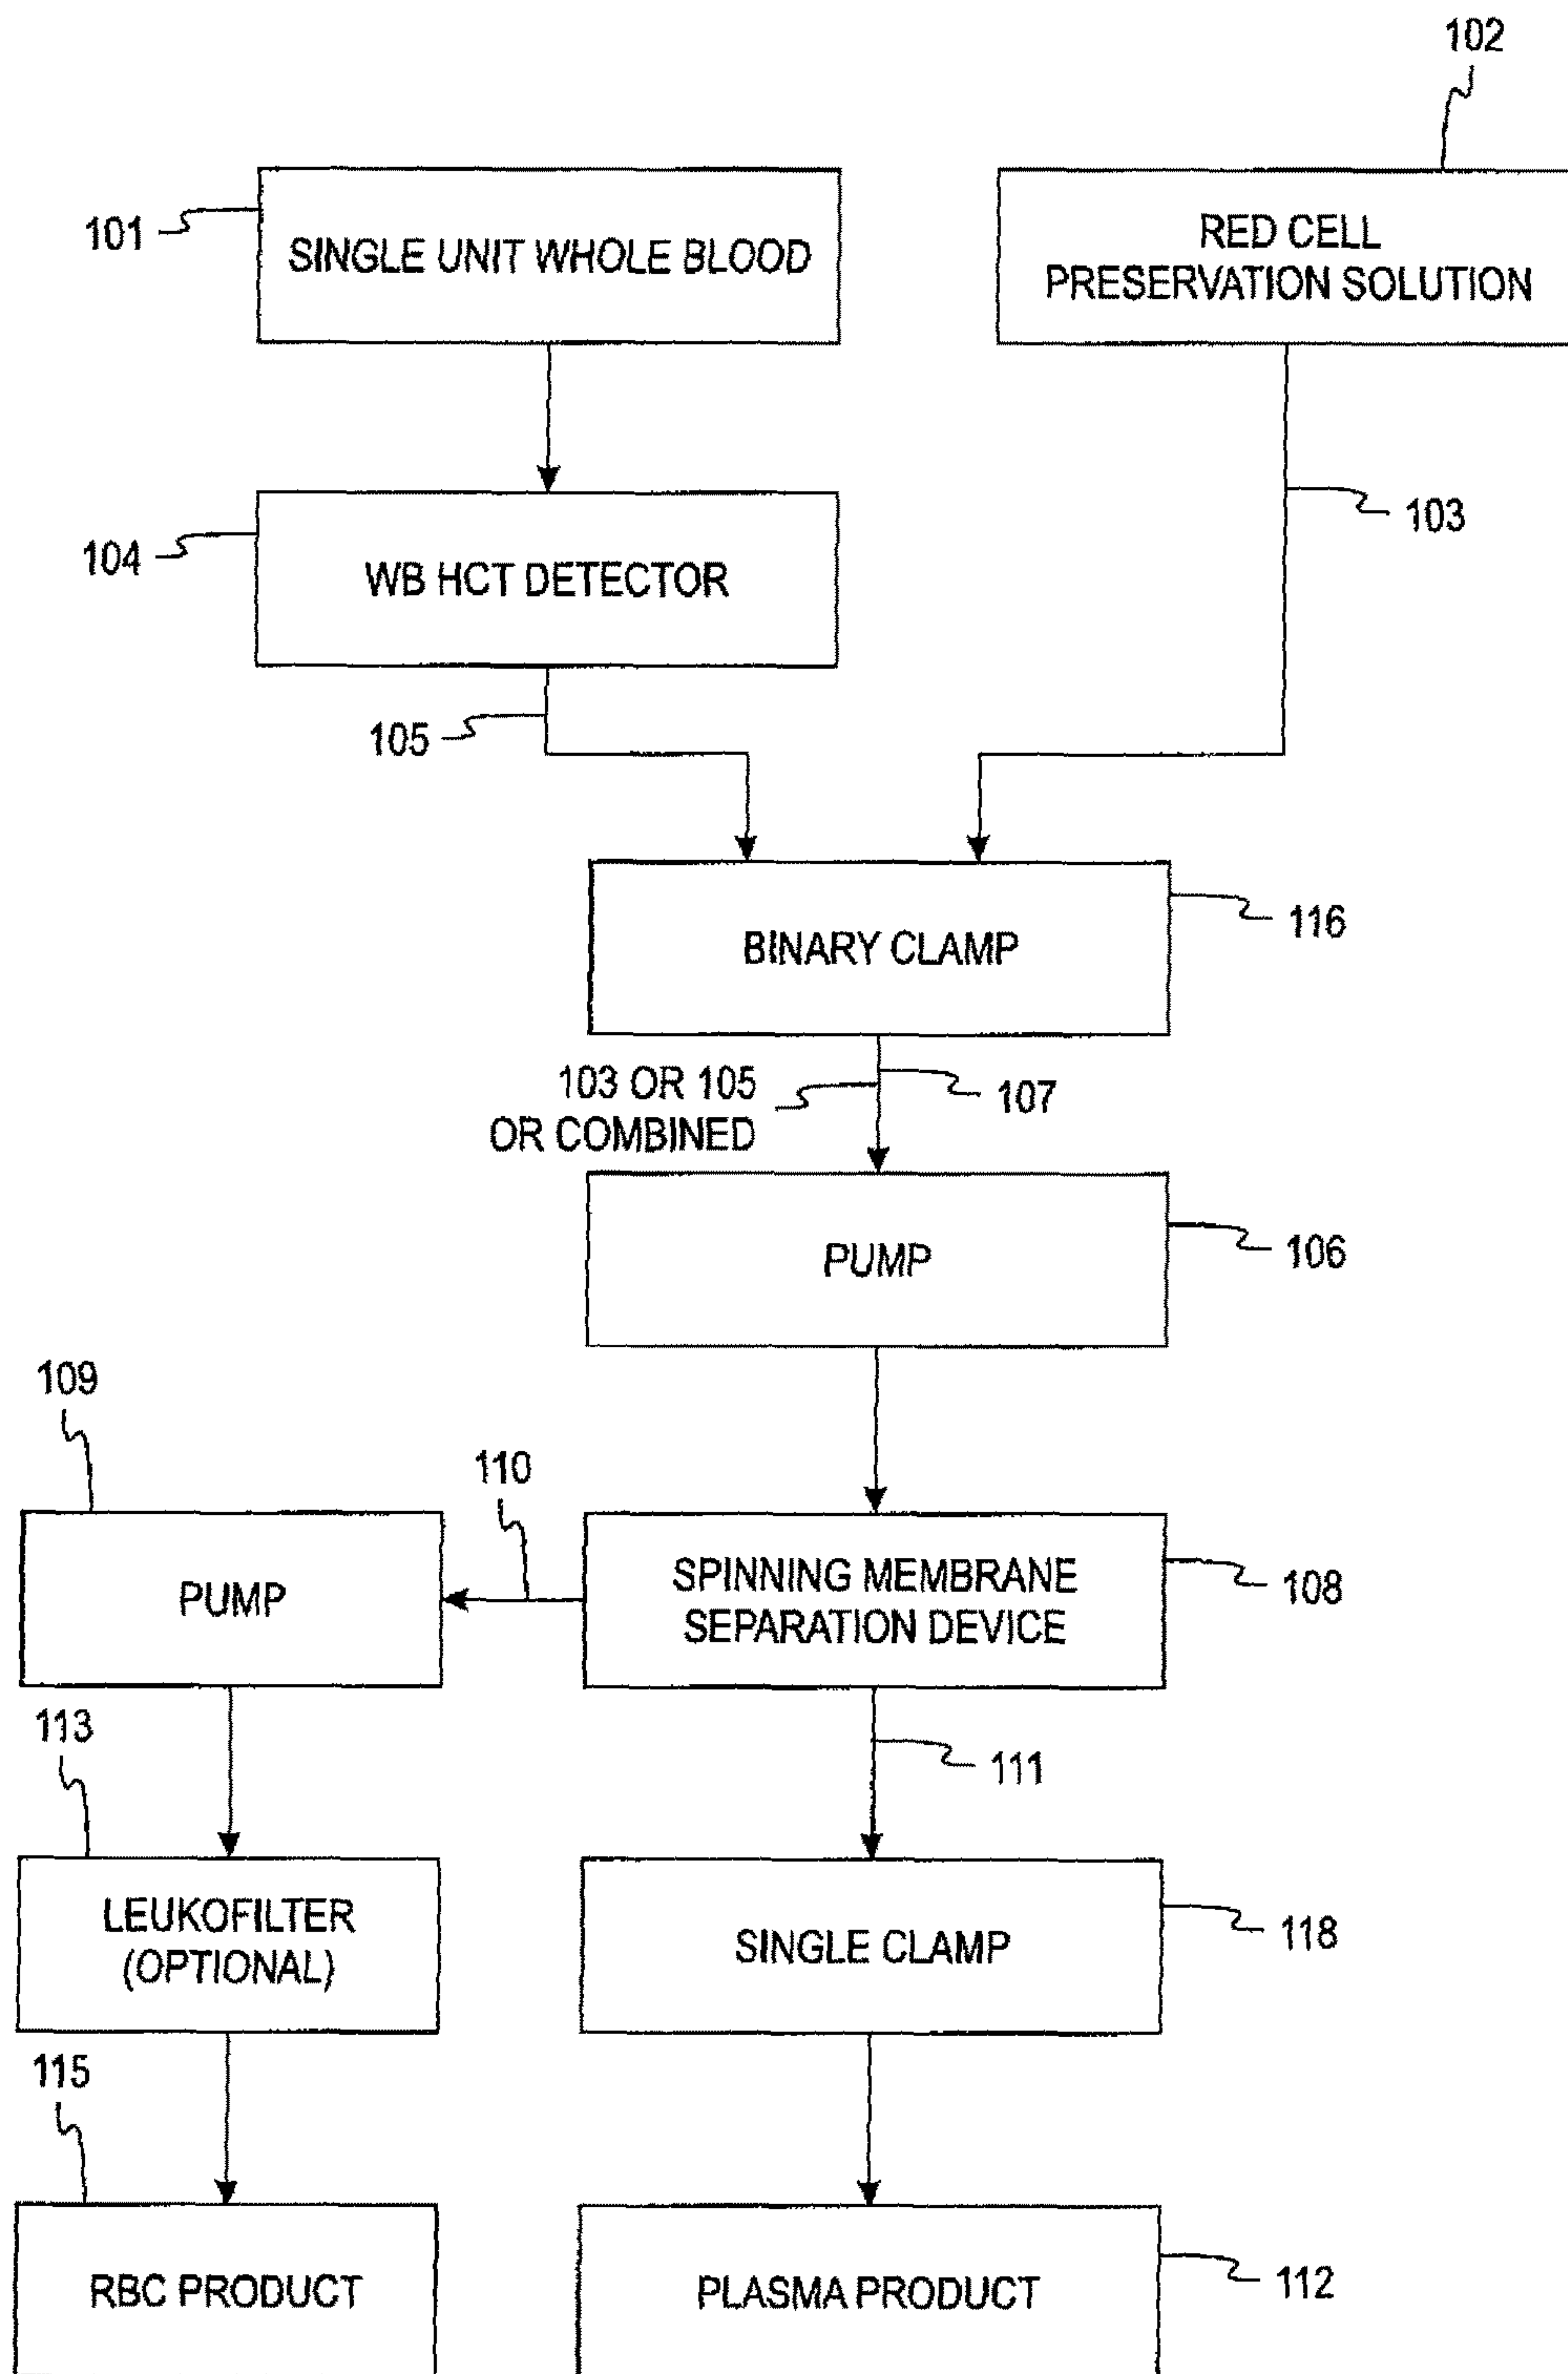 102
101
SINGLE UNIT WHOLE BLOOD
RED CELL
PRESERVATION SOLUTION
104
WB HCT DETECTOR
103
105
BINARY CLAMP
116
103 OR 105
OR COMBINED
107
PUMP
106
109
110
PUMP
SPINNING MEMBRANE
SEPARATION DEVICE
108
113
111
LEUKOFILTER
(OPTIONAL)
SINGLE CLAMP
118
115
RBC PRODUCT
PLASMA PRODUCT
112